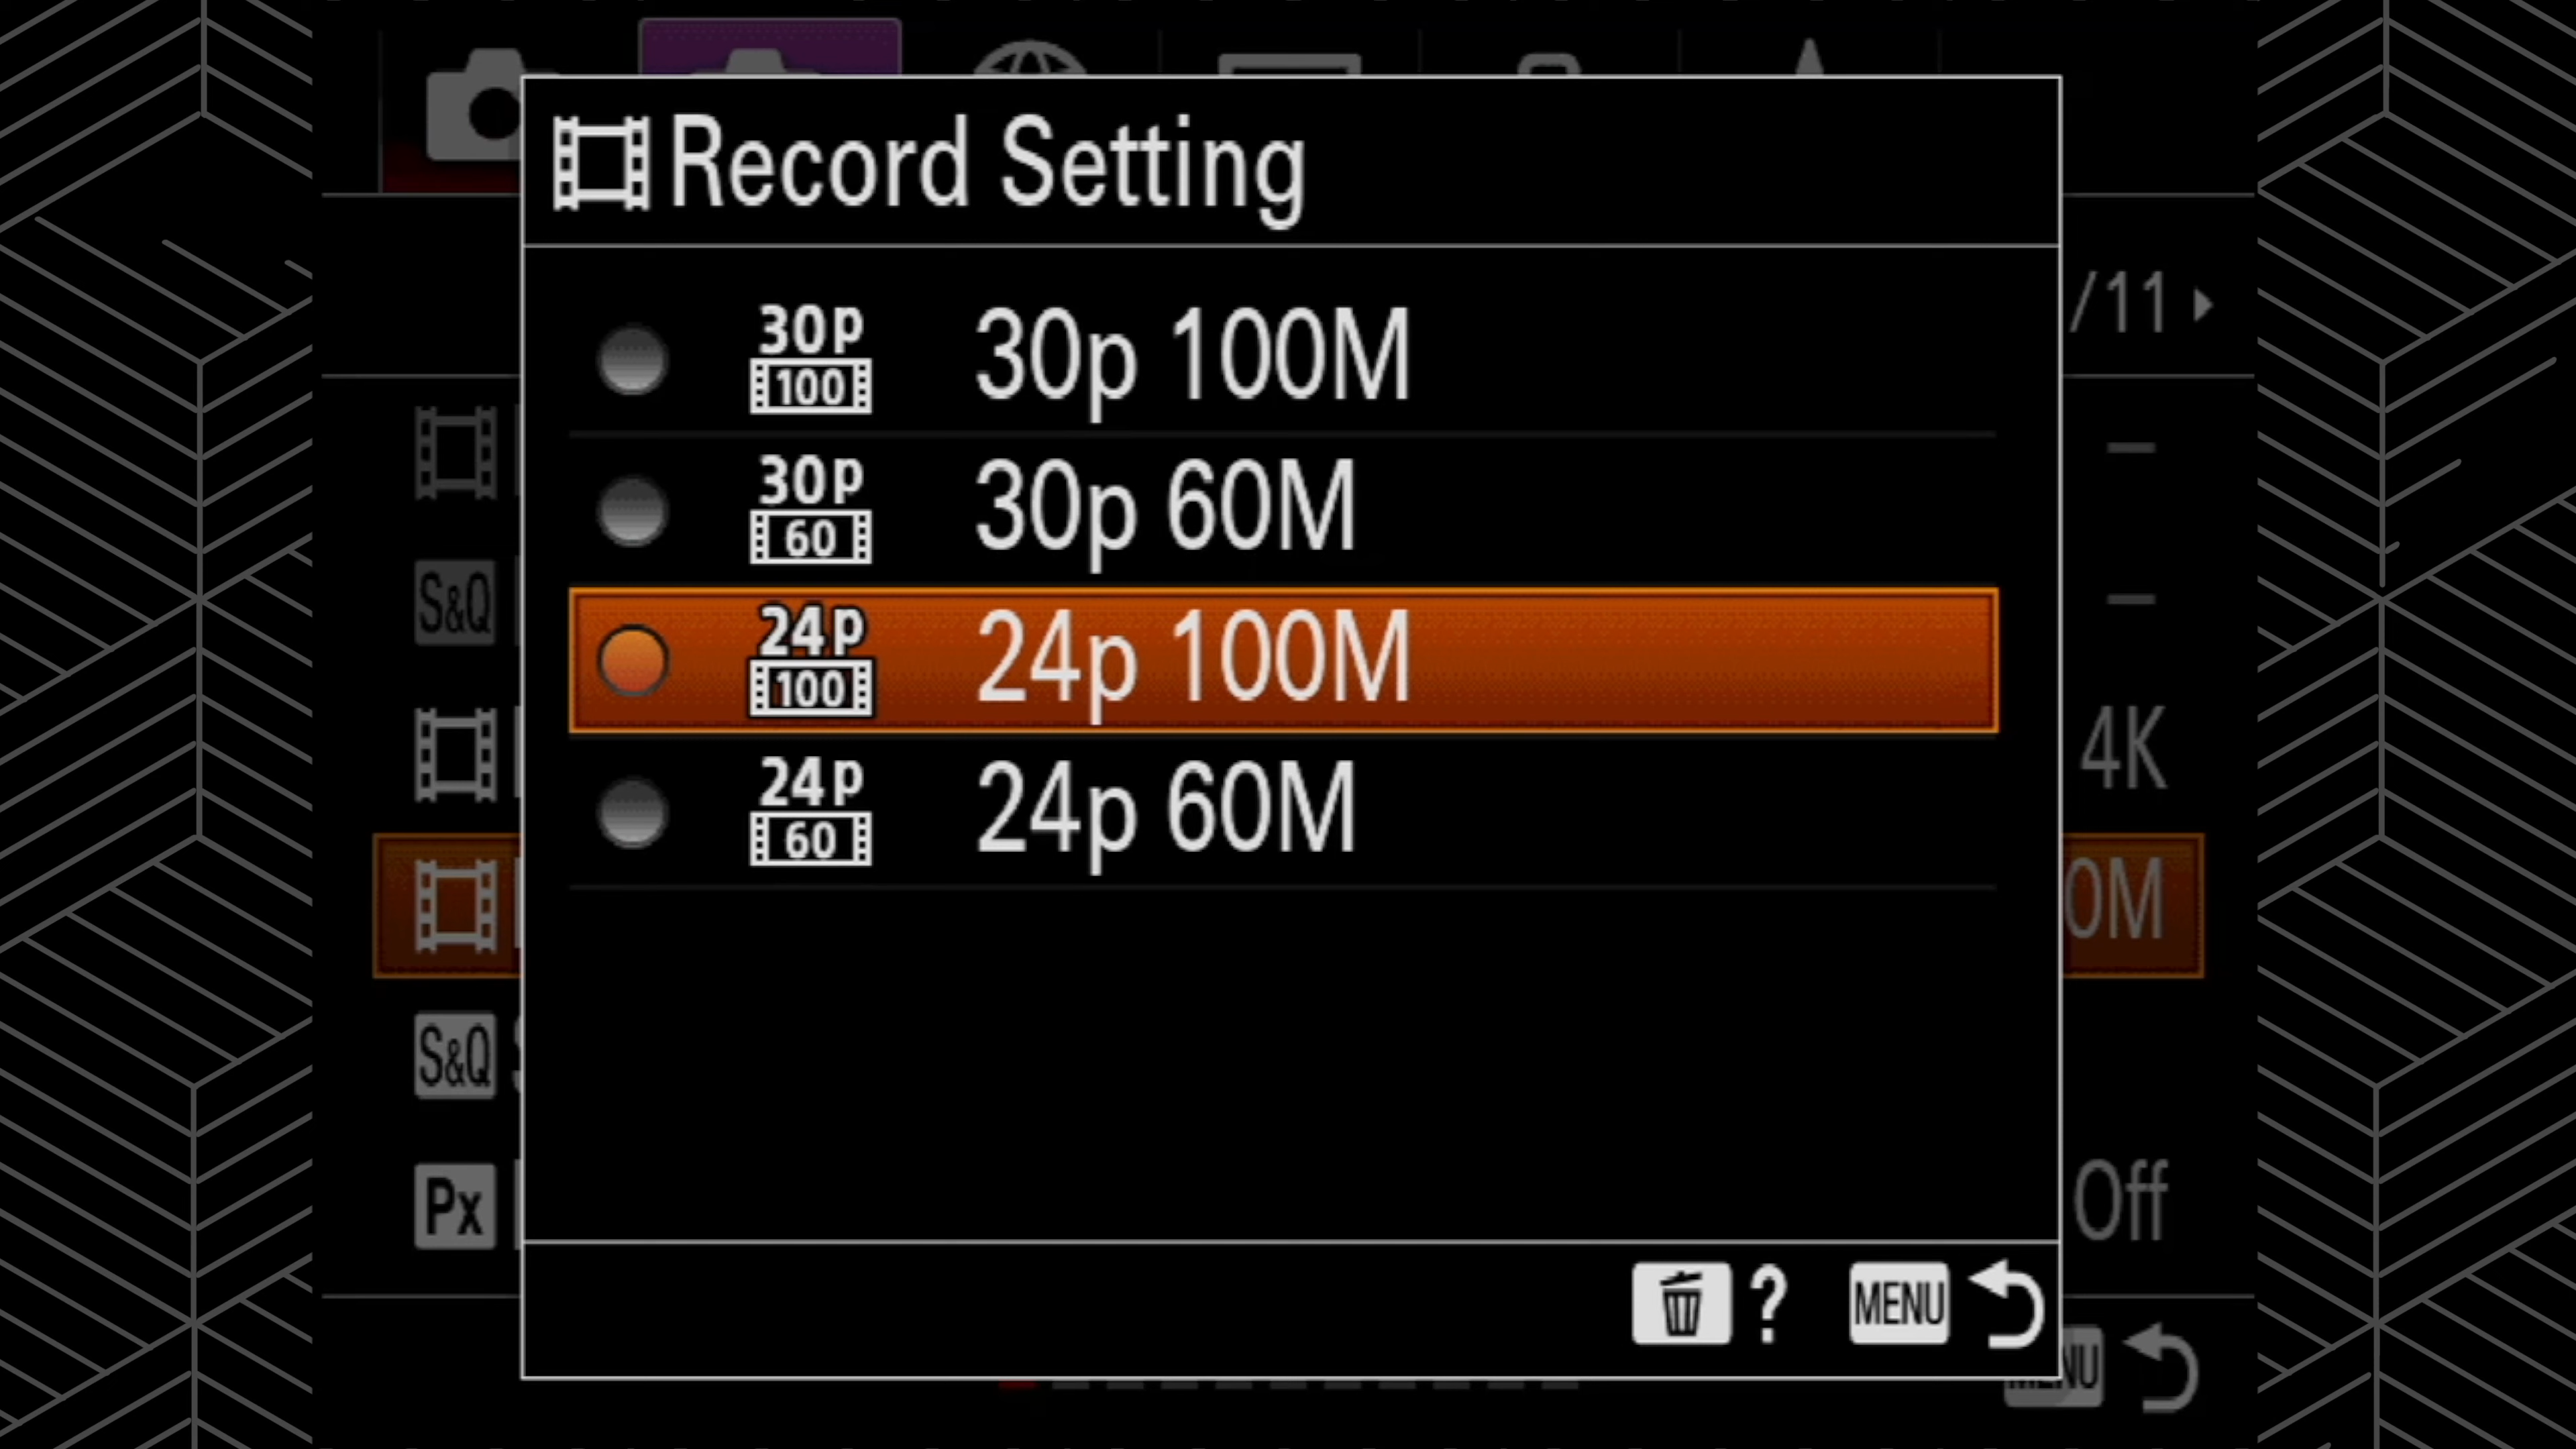 Record Setting
/11
30p 100 30p 100M
30p 60 30p 60M
S&Q
24p 100 24p 100M
4K
24p 60 24p 60M
0M
S&Q
Px
Off
? MENU
NU